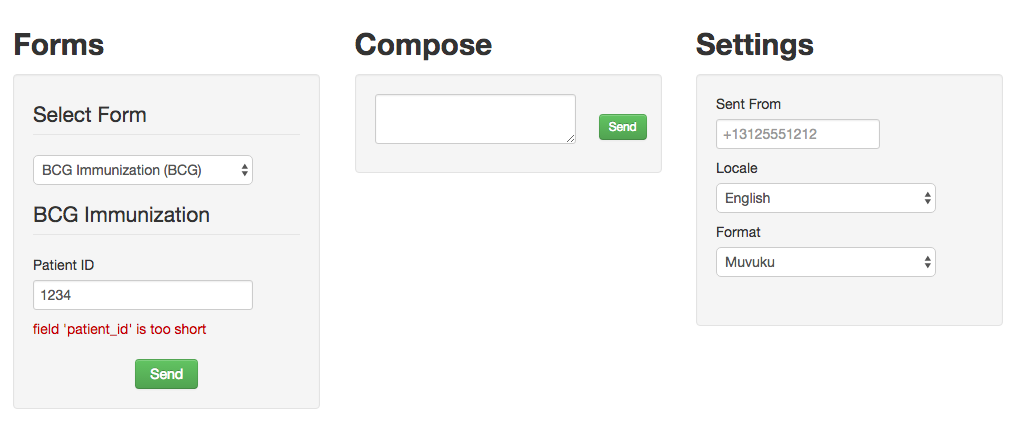 Forms
Select Form
BCG Immunization (BCG)
BCG Immunization
Patient ID
1234
field 'patient_id' is too short
Send
Compose
Send
Settings
Sent From
+13125551212
Locale
English
Format
Muvuku